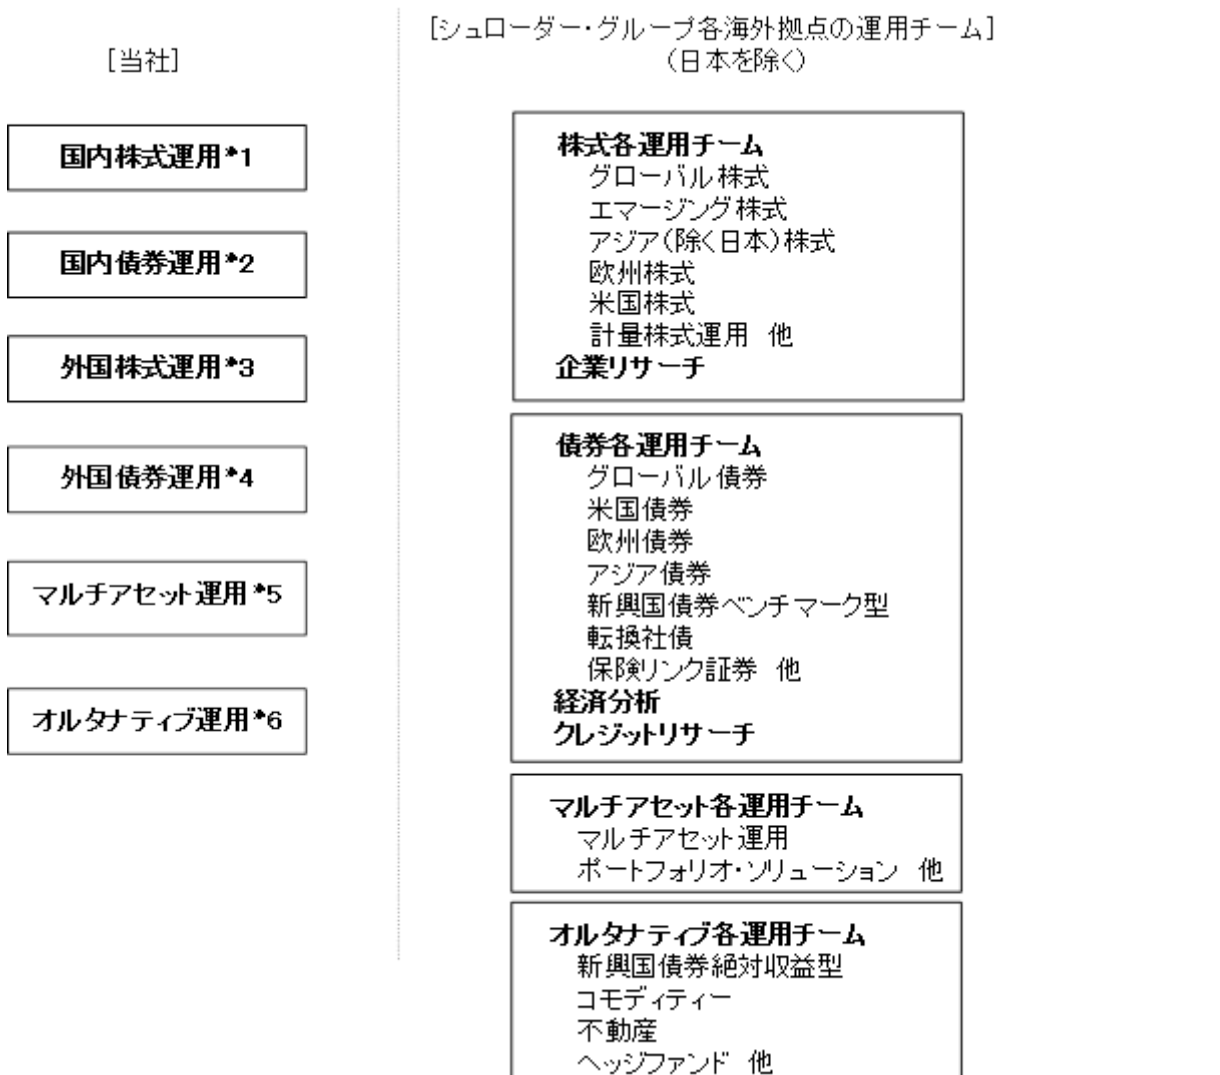 [当社]
国内株式運用*1
国内債券運用*2
外国株式運用*3
外国債券運用*4
マルチアセット運用*5
オルタナティブ運用*6
[シュローダー・グループ各海外拠点の運用チーム]
（日本を除く）
株式各運用チーム
グローバル株式
エマージング株式
アジア（除く日本）株式
欧州株式
米国株式
計量株式運用 他
企業リサーチ
債券各運用チーム
グローバル債券
米国債券
欧州債券
アジア債券
新興国債券ベンチマーク型
転換社債
保険リンク証券 他
経済分析
クレジットリサーチ
マルチアセット各運用チーム
マルチアセット運用
ポートフォリオ・ソリューション 他
オルタナティブ各運用チーム
新興国債券絶対収益型
コモディティー
不動産
ヘッジファンド 他